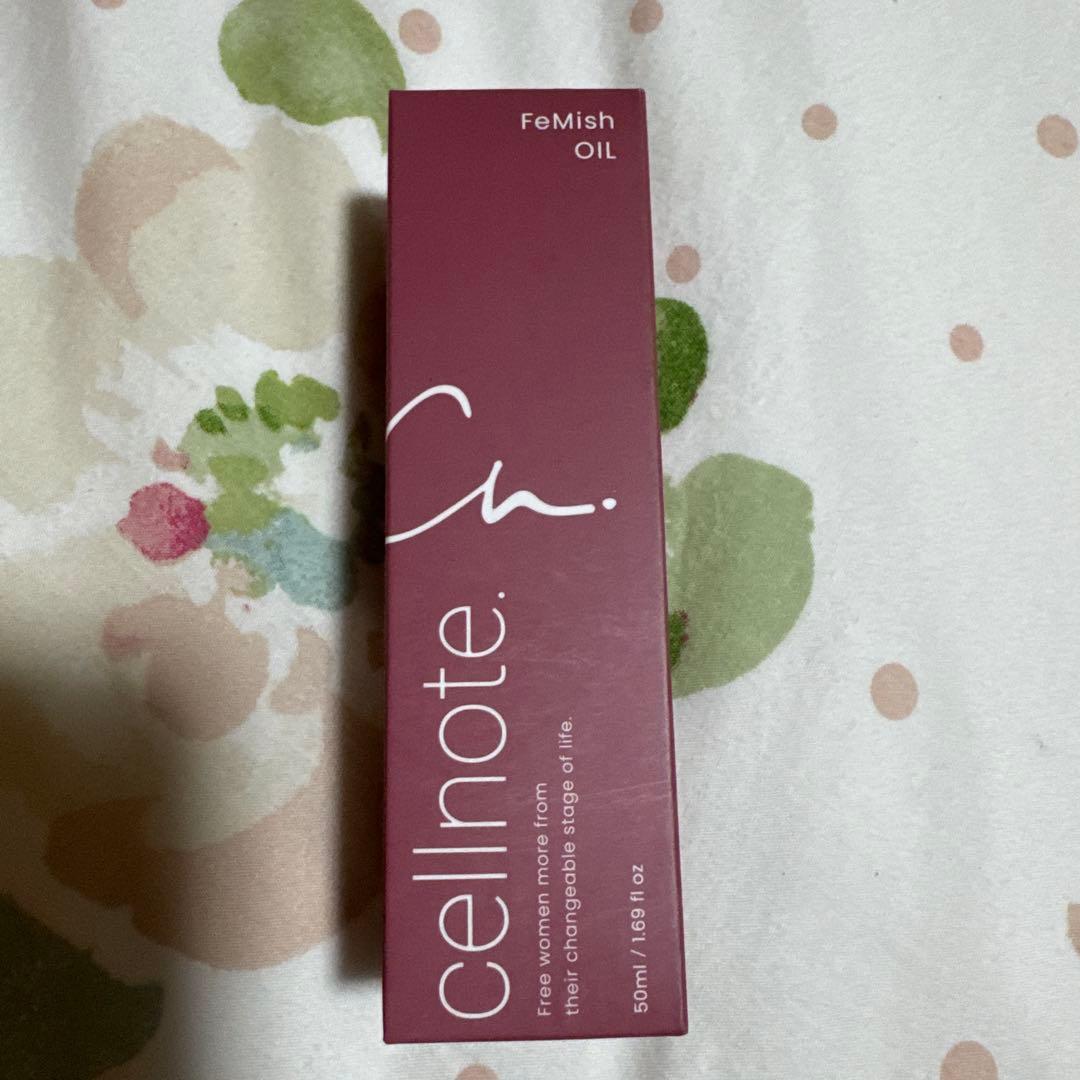 FeMish
OIL
cn.
cellnote.
Free women more from
their changeable stage of life.
50ml / 1.69 fl oz